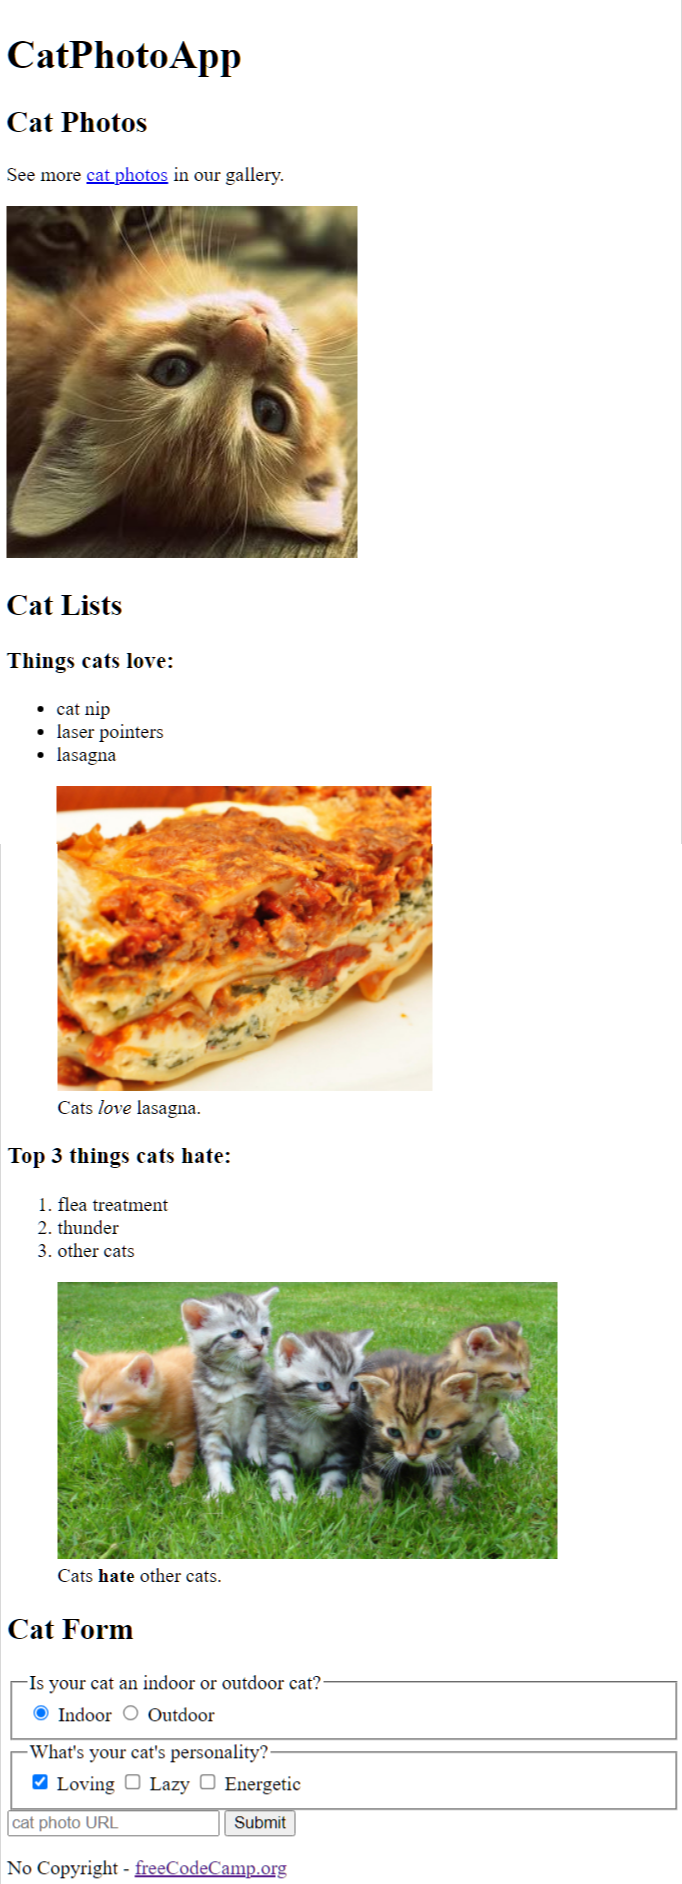 CatPhotoApp
Cat Photos
See more cat photos in our gallery.
Cat Lists
Things cats love:
• cat nip
• laser pointers
• lasagna
Cats love lasagna.
Top 3 things cats hate:
1. flea treatment
2. thunder
3. other cats
Cats hate other cats.
Cat Form
Is your cat an indoor or outdoor cat?
Indoor Outdoor
What's your cat's personality?
Loving Lazy Energetic
cat photo URL Submit
No Copyright - freeCodeCamp.org